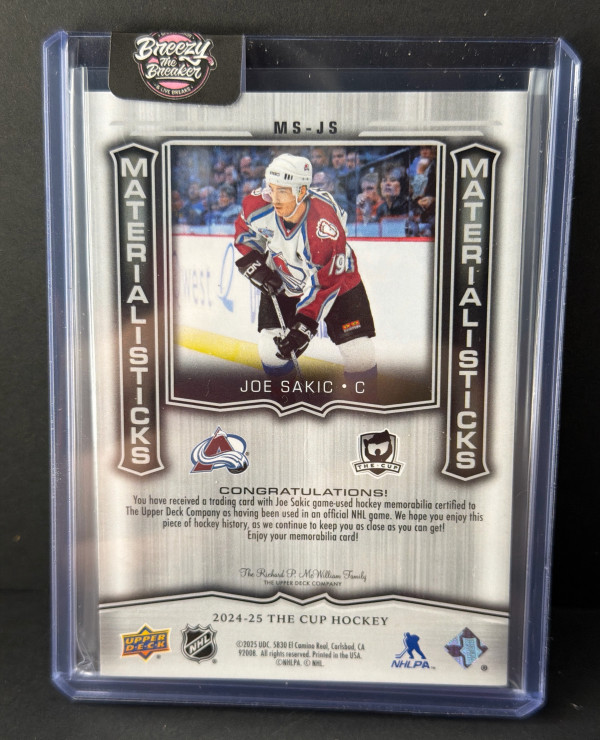 Breezy
The
Breaker
& LIVE BREAKS
MS-JS
MATERIALISTICKS
MATERIALISTICKS
19
JOE SAKIC • C
THE CUP
CONGRATULATIONS!
You have received a trading card with Joe Sakic game-used hockey memorabilia certified to
The Upper Deck Company as having been used in an official NHL game. We hope you enjoy this
piece of hockey history, as we continue to keep you as close as you can get!
Enjoy your memorabilia card!
The Richard P. McWilliam Family
THE UPPER DECK COMPANY
2024-25 THE CUP HOCKEY
UPPER
DECK
NHL
©2025 UDC. 5830 El Camino Real, Carlsbad, CA
92008. All rights reserved. Printed in the USA.
©NHLPA. © NHL.
NHLPA